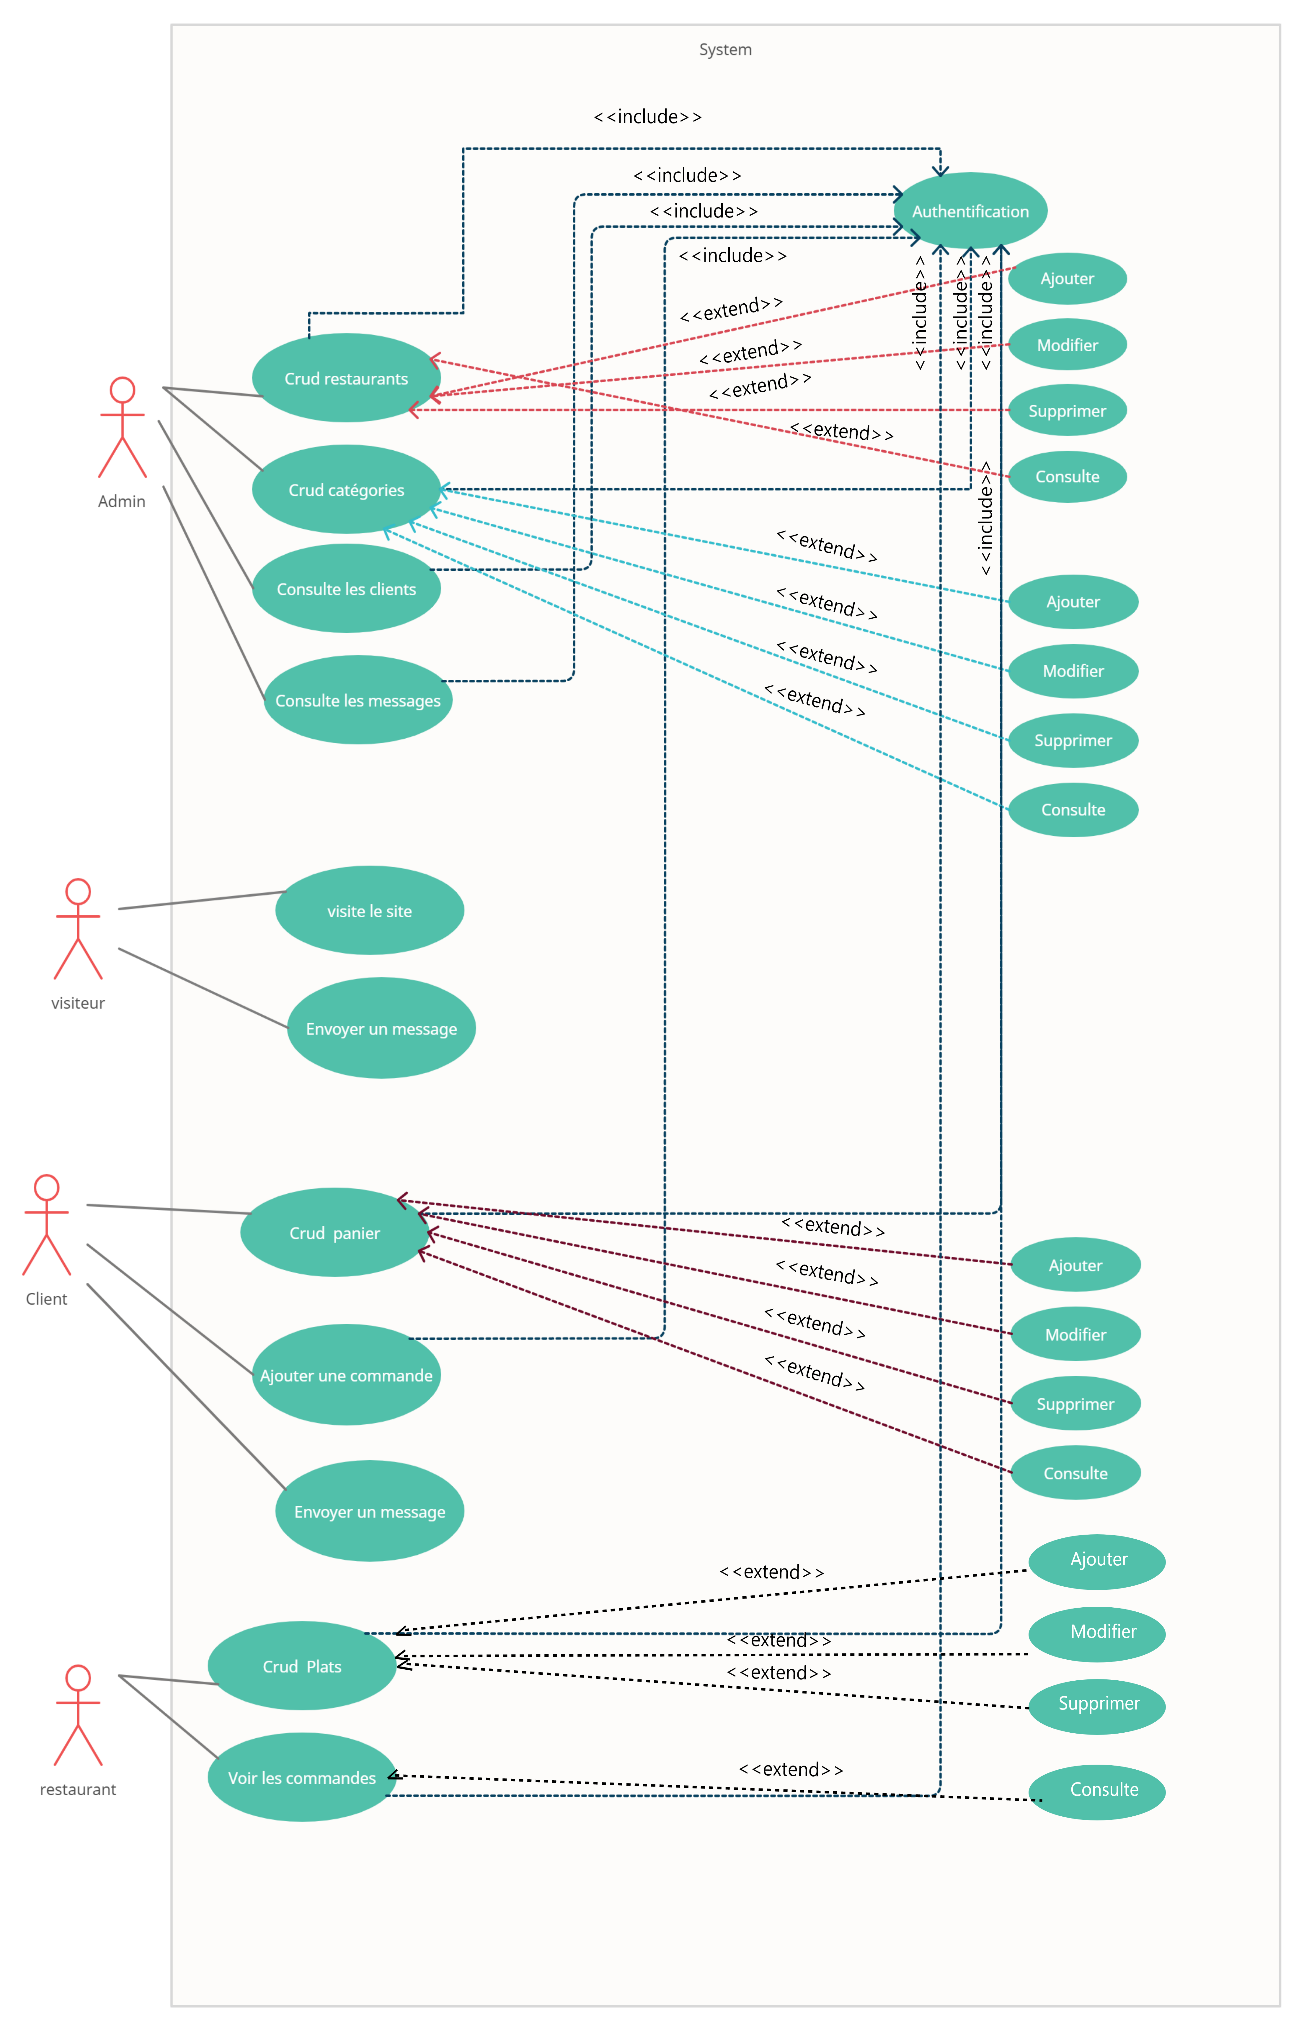 System
<<include>>
<<include>>
<<include>>
<<include>>
Authentification
<<include>>
<<include>>
<<include>>
Ajouter
<<extend>>
Modifier
<<extend>>
Crud restaurants
<<extend>>
Supprimer
<<extend>>
Consulte
Admin
Crud catégories
<<include>>
<<extend>>
Consulte les clients
<<extend>>
Ajouter
<<extend>>
Modifier
Consulte les messages
<<extend>>
Supprimer
Consulte
visite le site
visiteur
Envoyer un message
Crud  panier
<<extend>>
Ajouter
<<extend>>
Client
<<extend>>
Modifier
Ajouter une commande
<<extend>>
Supprimer
Consulte
Envoyer un message
<<extend>>
Ajouter
<<extend>>
Modifier
Crud  Plats
<<extend>>
Supprimer
restaurant
Voir les commandes
<<extend>>
Consulte